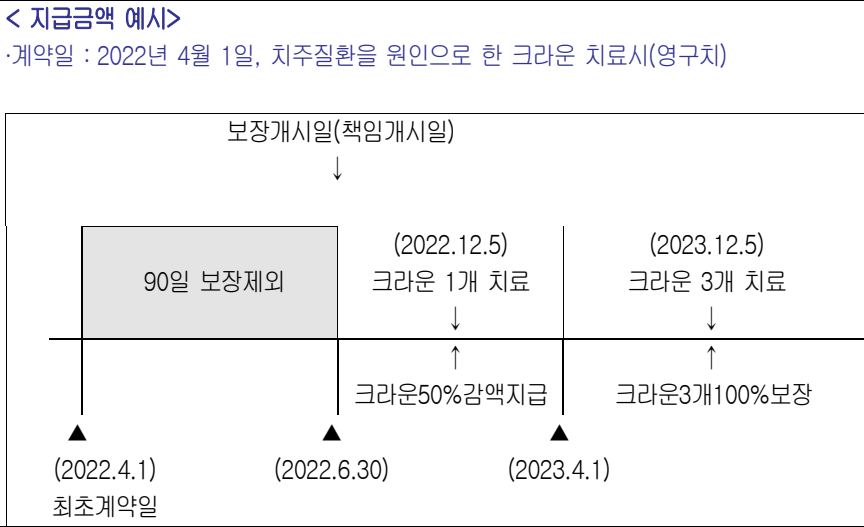 < 지급금액 예시>
·계약일 : 2022년 4월 1일, 치주질환을 원인으로 한 크라운 치료시(영구치)
보장개시일(책임개시일)
↓
(2022.12.5) (2023.12.5)
90일 보장제외 크라운 1개 치료 크라운 3개 치료
↓ ↓
↑ ↑
크라운50%감액지급 크라운3개100%보장
▲ ▲ ▲
(2022.4.1) (2022.6.30) (2023.4.1)
최초계약일